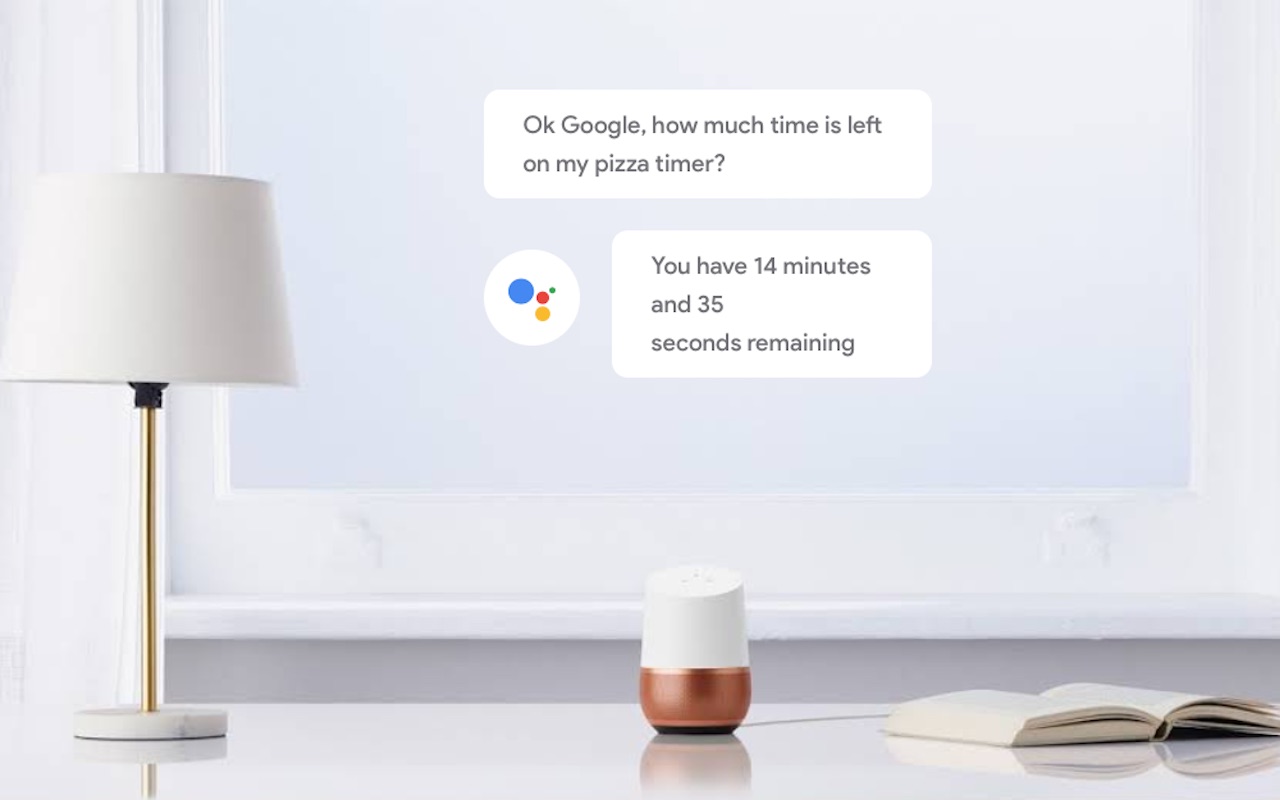 Ok Google, how much time is left
on my pizza timer?
You have 14 minutes
and 35
seconds remaining